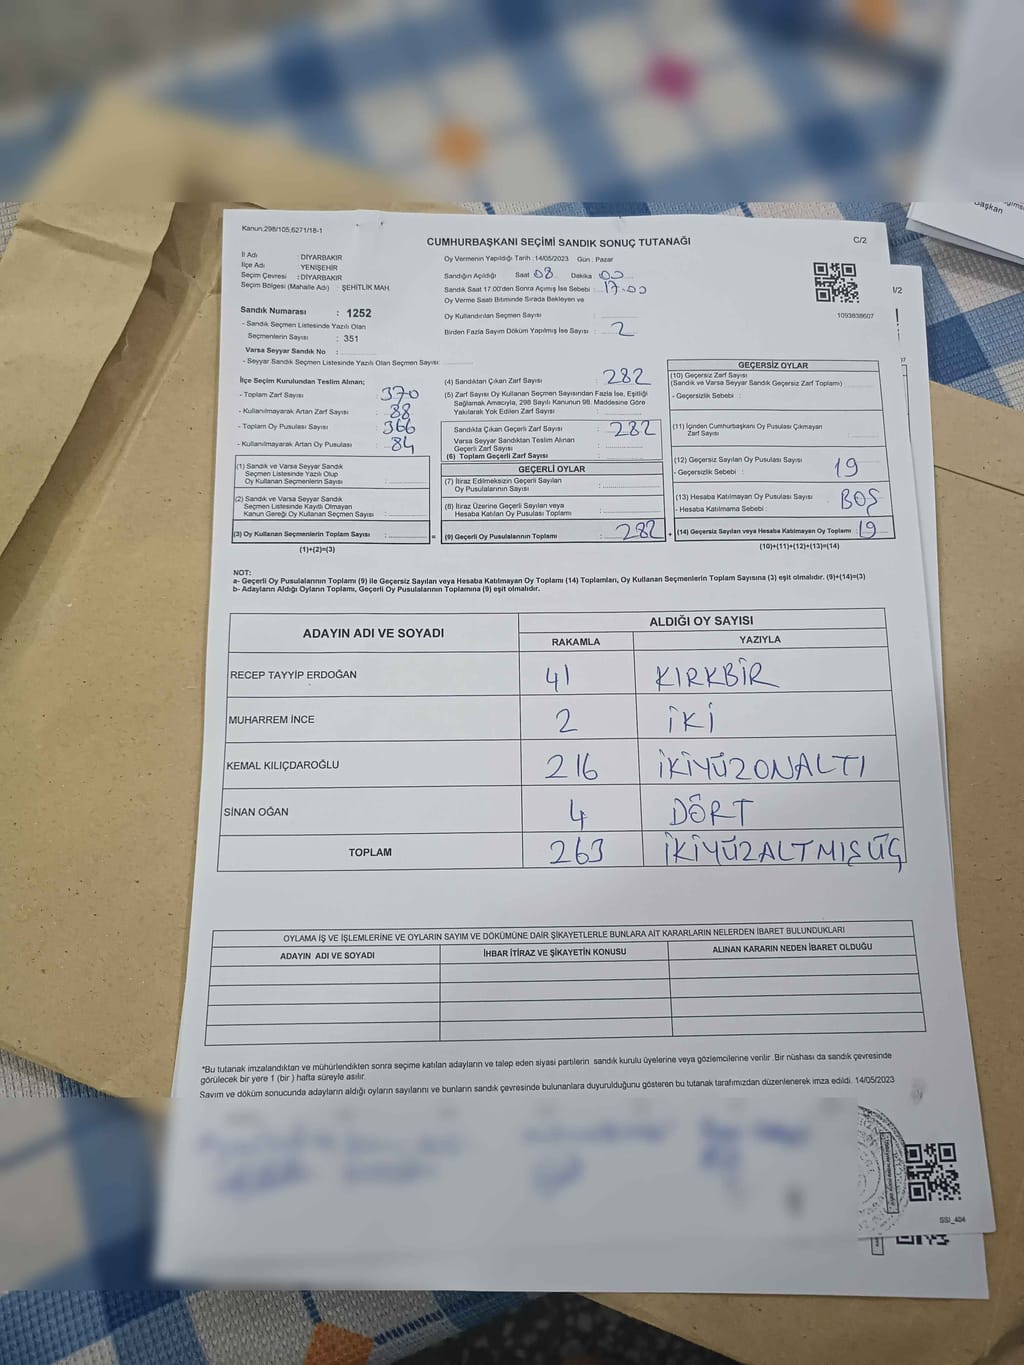 Kanun:298/105,6271/18-1
CUMHURBAŞKANI SEÇİMİ SANDIK SONUÇ TUTANAĞI
C/2
İl Adı : DİYARBAKIR
İlçe Adı : YENİŞEHİR
Seçim Çevresi : DİYARBAKIR
Seçim Bölgesi (Mahalle Adı) : ŞEHİTLİK MAH.
Sandık Numarası : 1252
- Sandık Seçmen Listesinde Yazılı Olan
Seçmenlerin Sayısı : 351
Varsa Seyyar Sandık No :
- Seyyar Sandık Seçmen Listesinde Yazılı Olan Seçmen Sayısı:
Oy Vermenin Yapıldığı Tarih :14/05/2023 Gün : Pazar
Sandığın Açıldığı Saat 08 Dakika 00
Sandık Saat 17.00'den Sonra Açımış İse Sebebi : 17.00
Oy Verme Saati Bitiminde Sırada Bekleyen ve
Oy Kullandırılan Seçmen Sayısı :
Birden Fazla Sayım Döküm Yapılmış İse Sayısı : 2
1093838607
İlçe Seçim Kurulundan Teslim Alınan;
- Toplam Zarf Sayısı : 370
- Kullanılmayarak Artan Zarf Sayısı : 88
- Toplam Oy Pusulası Sayısı : 366
- Kullanılmayarak Artan Oy Pusulası : 84
(1) Sandık ve Varsa Seyyar Sandık
Seçmen Listesinde Yazılı Olup
Oy Kullanan Seçmenlerin Sayısı :
(2) Sandık ve Varsa Seyyar Sandık
Seçmen Listesinde Kayıtlı Olmayan
Kanun Gereği Oy Kullanan Seçmen Sayısı :
(3) Oy Kullanan Seçmenlerin Toplam Sayısı :
(1)+(2)=(3)
(4) Sandıktan Çıkan Zarf Sayısı : 282
(5) Zarf Sayısı Oy Kullanan Seçmen Sayısından Fazla İse, Eşitliği
Sağlamak Amacıyla, 298 Sayılı Kanunun 98. Maddesine Göre
Yakılarak Yok Edilen Zarf Sayısı :
Sandıkta Çıkan Geçerli Zarf Sayısı : 282
Varsa Seyyar Sandıktan Teslim Alınan
Geçerli Zarf Sayısı :
(6) Toplam Geçerli Zarf Sayısı :
GEÇERLİ OYLAR
(7) İtiraz Edilmeksizin Geçerli Sayılan
Oy Pusulalarının Sayısı :
(8) İtiraz Üzerine Geçerli Sayılan veya
Hesaba Katılan Oy Pusulası Toplamı :
(9) Geçerli Oy Pusulalarının Toplamı : 282
GEÇERSİZ OYLAR
(10) Geçersiz Zarf Sayısı
(Sandık ve Varsa Seyyar Sandık Geçersiz Zarf Toplamı)
- Geçersizlik Sebebi :
(11) İçinden Cumhurbaşkanı Oy Pusulası Çıkmayan
Zarf Sayısı :
(12) Geçersiz Sayılan Oy Pusulası Sayısı : 19
- Geçersizlik Sebebi :
(13) Hesaba Katılmayan Oy Pusulası Sayısı : BOŞ
- Hesaba Katılmama Sebebi :
(14) Geçersiz Sayılan veya Hesaba Katılmayan Oy Toplamı : 19
(10)+(11)+(12)+(13)=(14)
NOT:
a- Geçerli Oy Pusulalarının Toplamı (9) ile Geçersiz Sayılan veya Hesaba Katılmayan Oy Toplamı (14) Toplamları, Oy Kullanan Seçmenlerin Toplam Sayısına (3) eşit olmalıdır. (9)+(14)=(3)
b- Adayların Aldığı Oyların Toplamı, Geçerli Oy Pusulalarının Toplamına (9) eşit olmalıdır.
ADAYIN ADI VE SOYADI
ALDIĞI OY SAYISI
RAKAMLA YAZIYLA
RECEP TAYYİP ERDOĞAN 41 KIRKBİR
MUHARREM İNCE 2 İKİ
KEMAL KILIÇDAROĞLU 216 İKİYÜZONALTI
SİNAN OĞAN 4 DÖRT
TOPLAM 263 İKİYÜZALTMIŞÜÇ
OYLAMA İŞ VE İŞLEMLERİNE VE OYLARIN SAYIM VE DÖKÜMÜNE DAİR ŞİKAYETLERLE BUNLARA AİT KARARLARIN NELERDEN İBARET BULUNDUKLARI
ADAYIN ADI VE SOYADI İHBAR İTİRAZ VE ŞİKAYETİN KONUSU ALINAN KARARIN NEDEN İBARET OLDUĞU
*Bu tutanak imzalandıktan ve mühürlendikten sonra seçime katılan adayların ve talep eden siyasi partilerin sandık kurulu üyelerine veya gözlemcilerine verilir. Bir nüshası da sandık çevresinde
görülecek bir yere 1 (bir) hafta süreyle asılır.
Sayım ve döküm sonucunda adayların aldığı oyların sayılarını ve bunların sandık çevresinde bulunanlara duyurulduğunu gösteren bu tutanak tarafımızdan düzenlenerek imza edildi. 14/05/2023
SSI_404